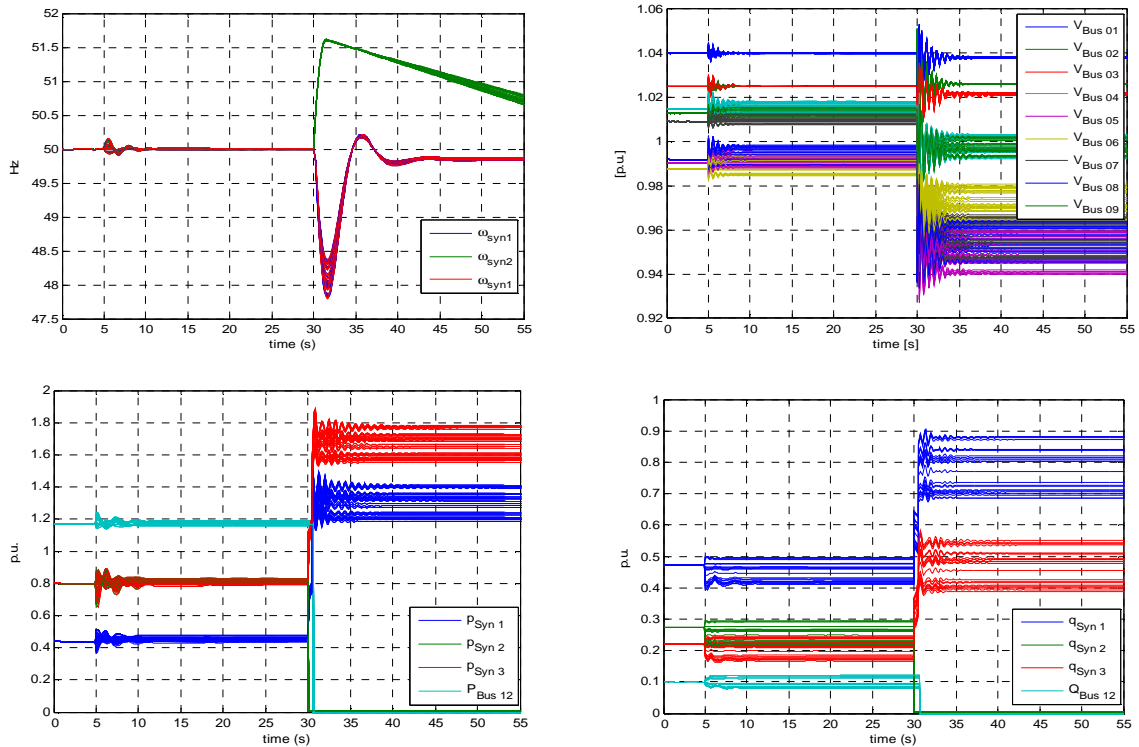 52
51.5
51
50.5
50
49.5
49
48.5
48
47.5
Hz
0 5 10 15 20 25 30 35 40 45 50 55
time (s)
ωsyn1
ωsyn2
ωsyn1
1.06
1.04
1.02
1
0.98
0.96
0.94
0.92
[p.u.]
0 5 10 15 20 25 30 35 40 45 50 55
time [s]
VBus 01
VBus 02
VBus 03
VBus 04
VBus 05
VBus 06
VBus 07
VBus 08
VBus 09
2
1.8
1.6
1.4
1.2
1
0.8
0.6
0.4
0.2
0
p.u.
0 5 10 15 20 25 30 35 40 45 50 55
time (s)
pSyn 1
pSyn 2
pSyn 3
PBus 12
1
0.9
0.8
0.7
0.6
0.5
0.4
0.3
0.2
0.1
0
p.u.
0 5 10 15 20 25 30 35 40 45 50 55
time (s)
qSyn 1
qSyn 2
qSyn 3
QBus 12